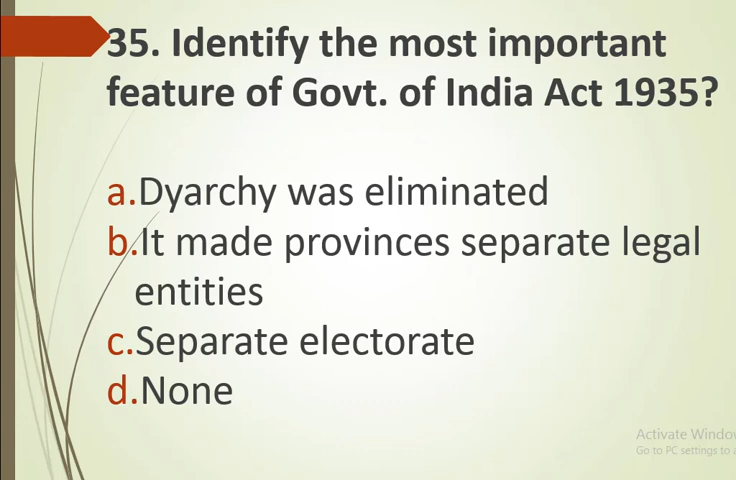 35. Identify the most important
feature of Govt. of India Act 1935?
a.Dyarchy was eliminated
b.It made provinces separate legal
entities
c.Separate electorate
d.None
Activate Window
Go to PC settings to a